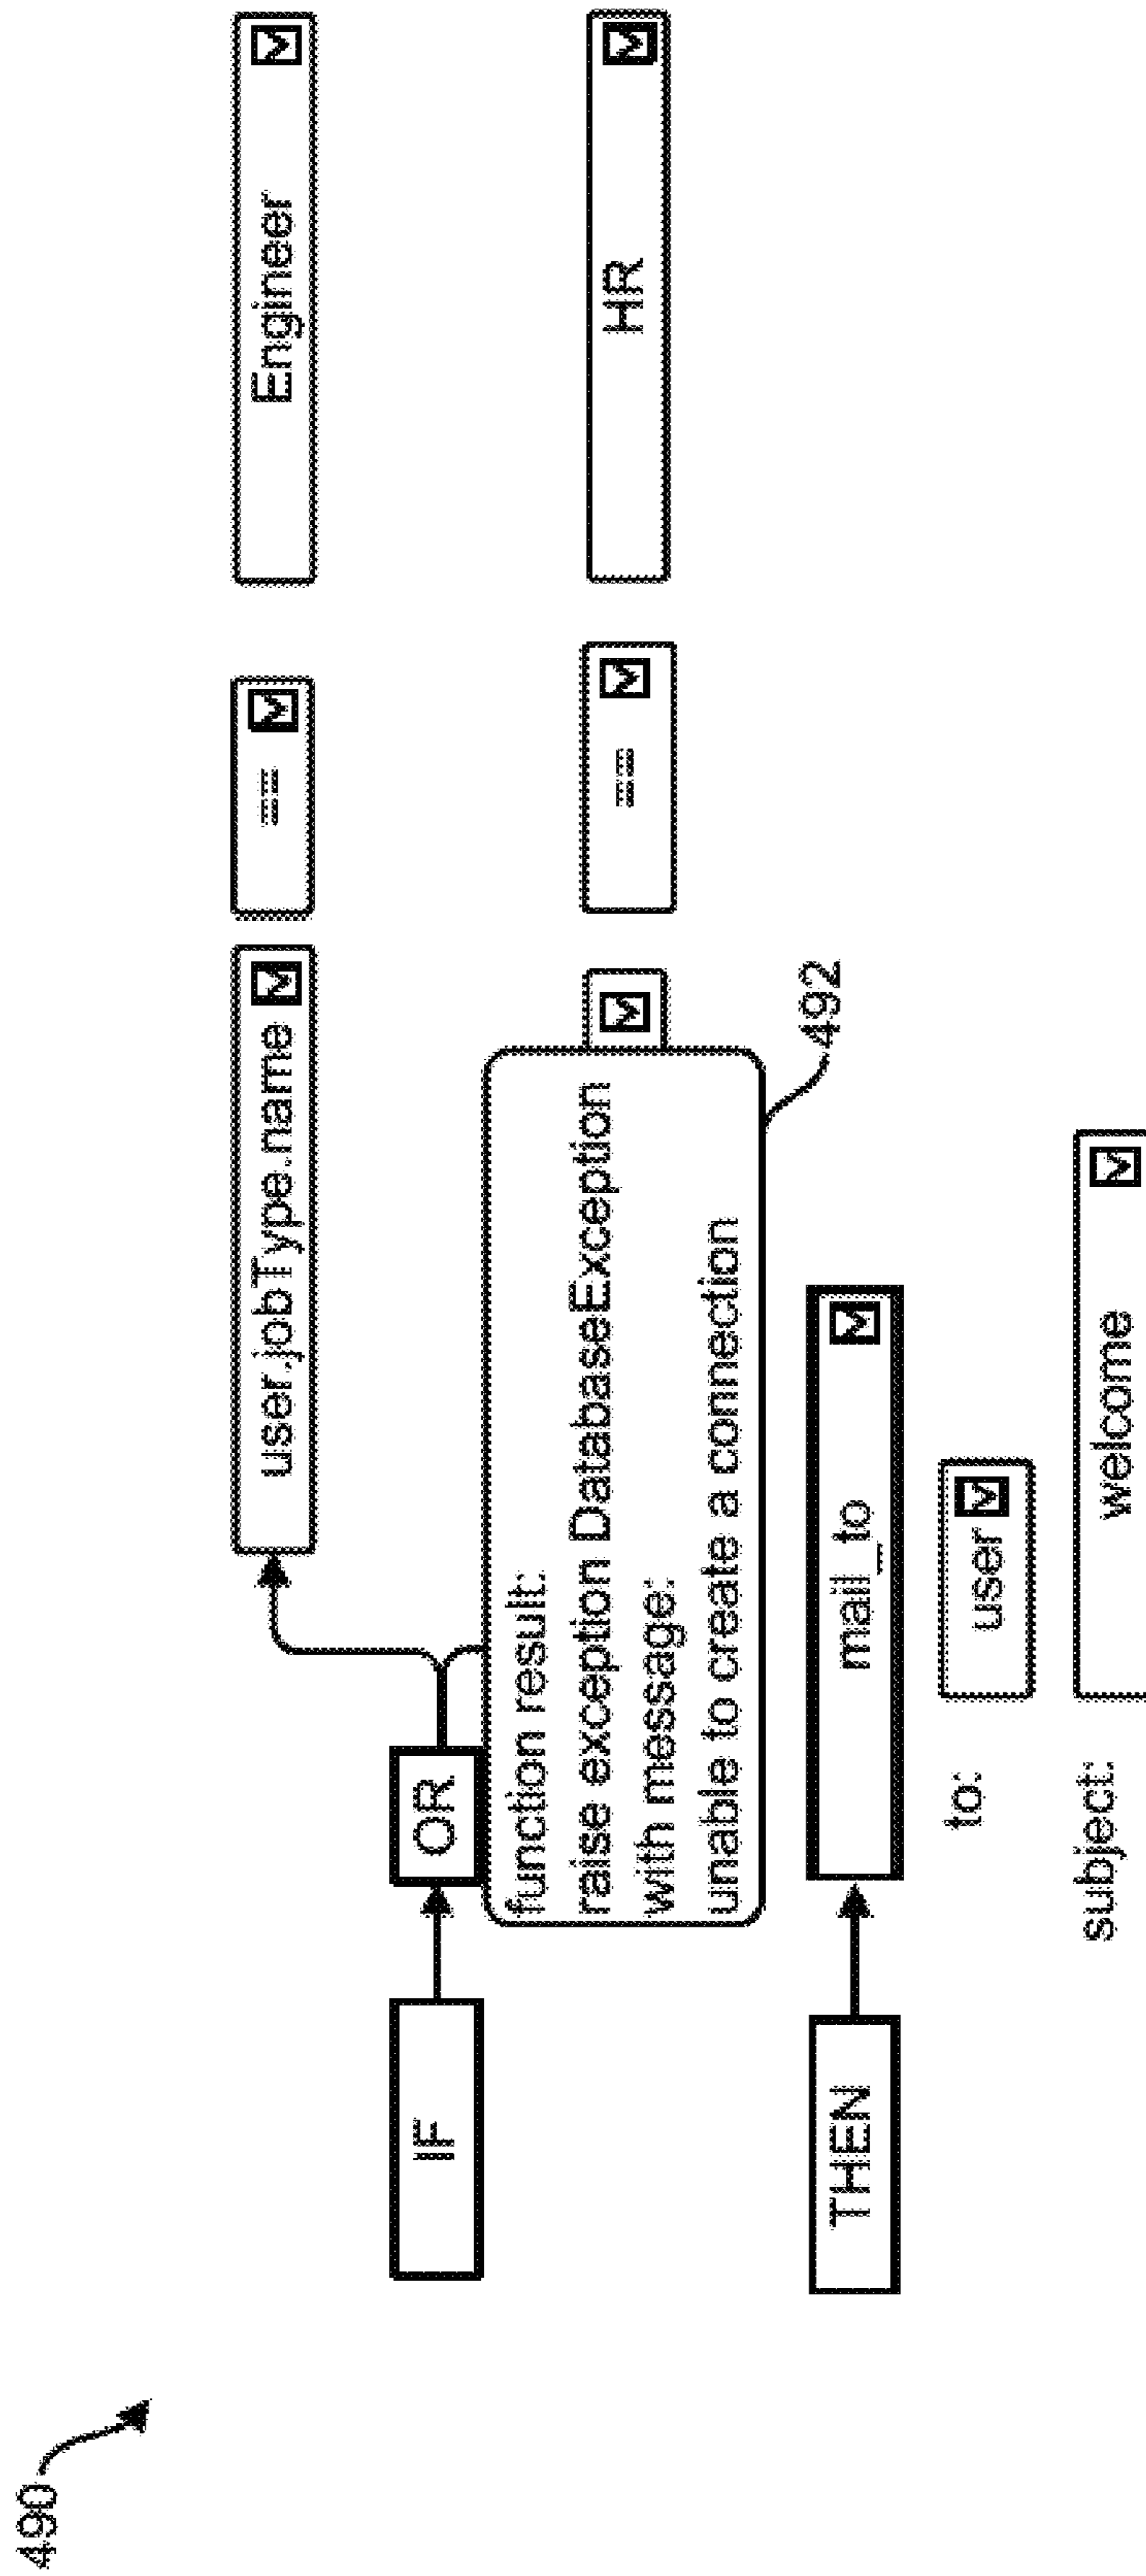 490
user.jobType.name == Engineer
IF OR
function result:
raise exception DatabaseException == HR
with message:
unable to create a connection
492
THEN mail_to
to: user
subject: welcome